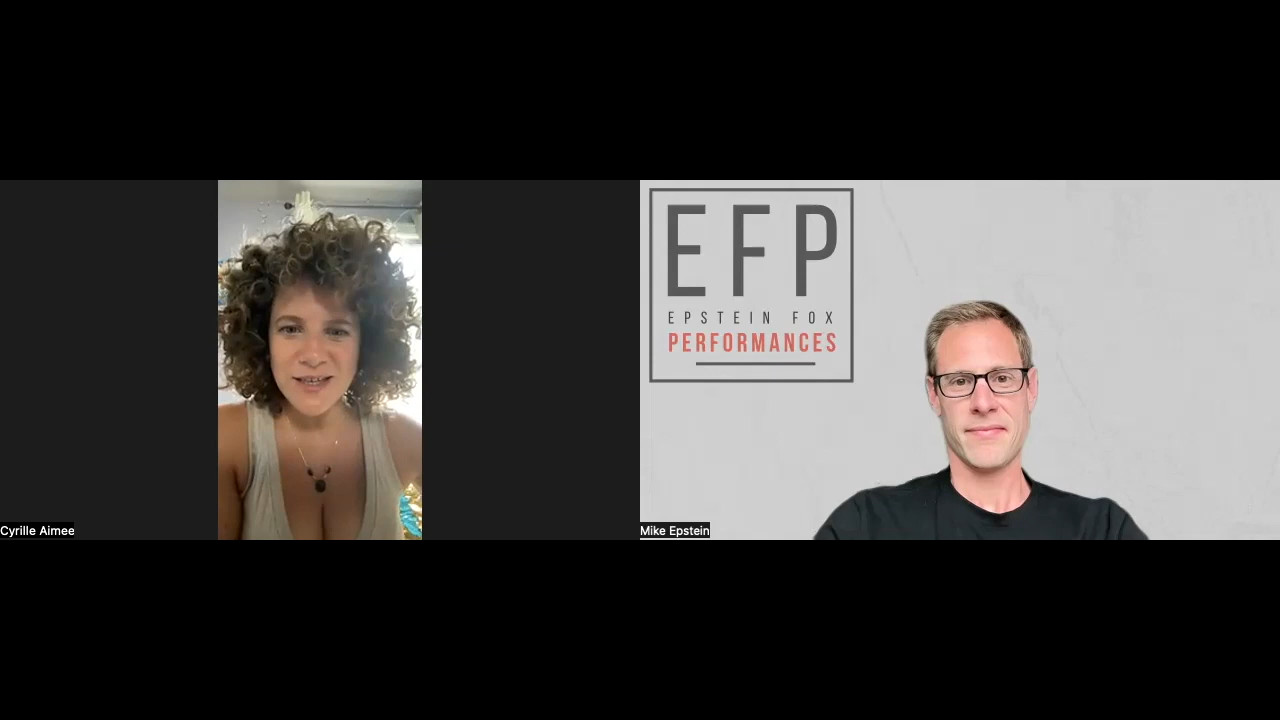 EFP
EPSTEIN FOX
PERFORMANCES
Cyrille Aimee
Mike Epstein